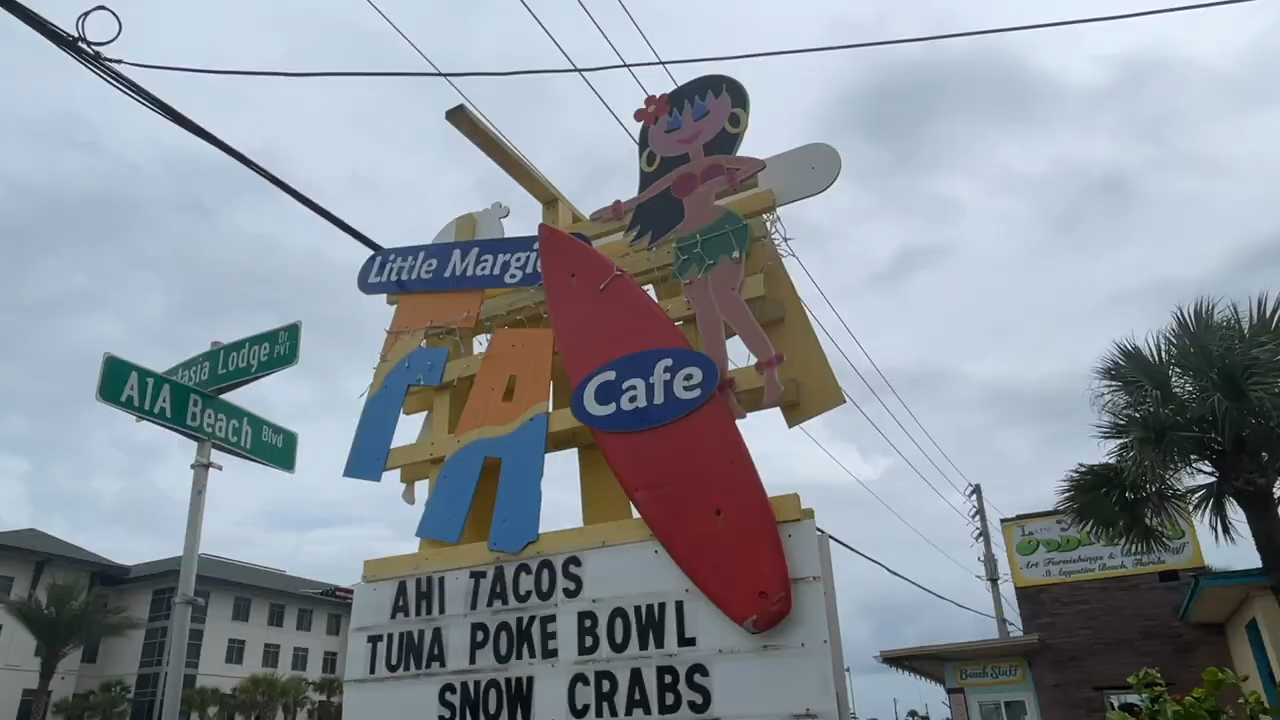 Little Margie
FA
Cafe
Lodge Dr PVT
A1A Beach Blvd
AHI TACOS
TUNA POKE BOWL
SNOW CRABS
Art Furnishings &
St. Augustine Beach, Florida
Beach Stuff